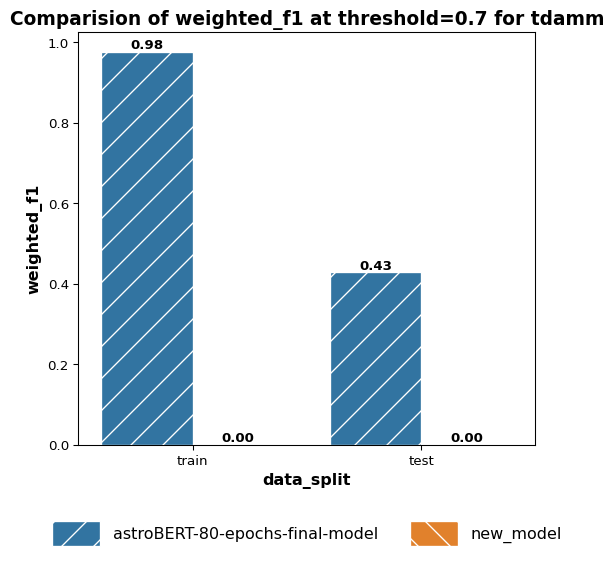 Comparision of weighted_f1 at threshold=0.7 for tdamm
1.0
0.8
0.6
0.4
0.2
0.0
weighted_f1
0.98
0.00
0.43
0.00
train
test
data_split
astroBERT-80-epochs-final-model
new_model